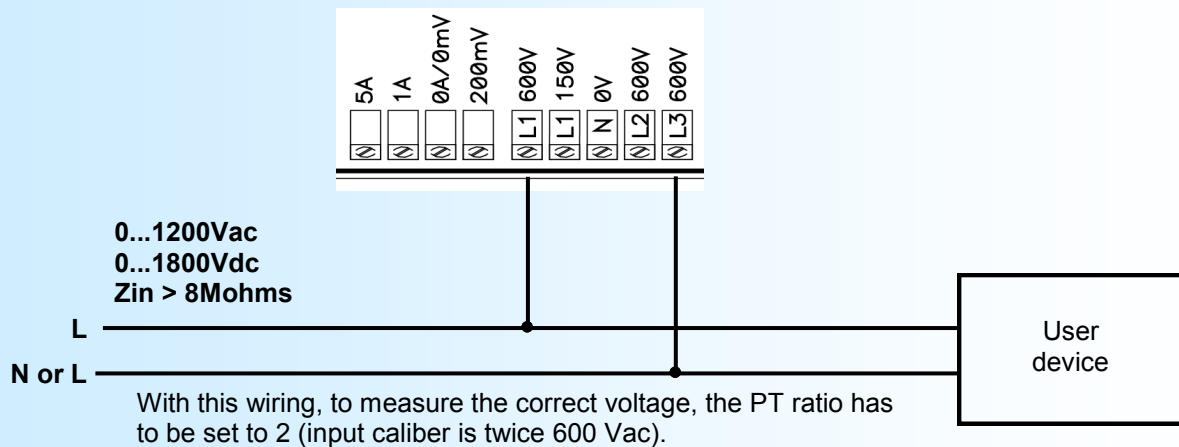 5A
1A
0A/0mV
200mV
600V
150V
0V
600V
600V
L1
L1
N
L2
L3
0...1200Vac
0...1800Vdc
Zin > 8Mohms
L
N or L
User
device
With this wiring, to measure the correct voltage, the PT ratio has
to be set to 2 (input caliber is twice 600 Vac).